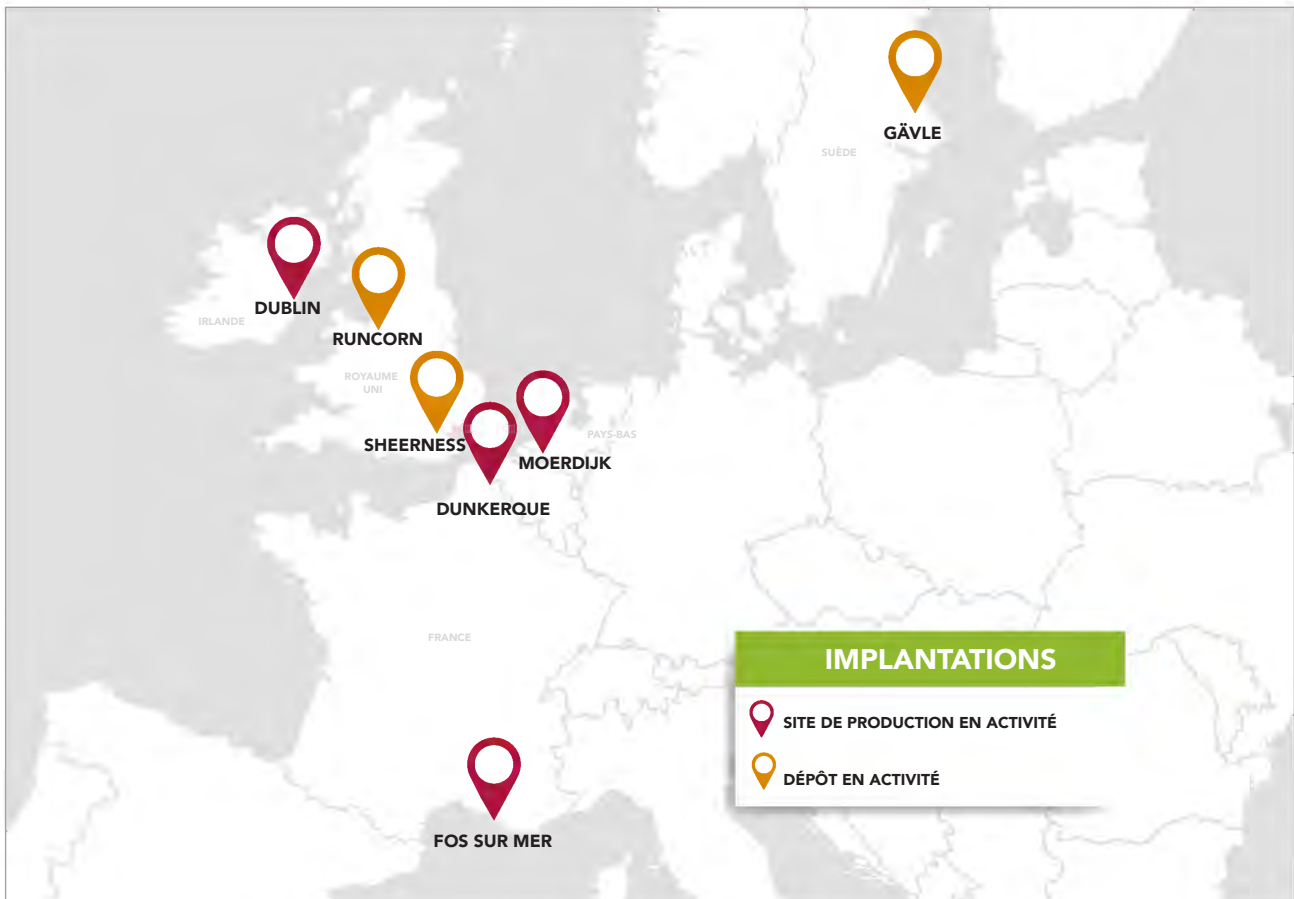 GÄVLE
SUÈDE
DUBLIN
IRLANDE
RUNCORN
ROYAUME
UNI
SHEERNESS
PAYS-BAS
MOERDIJK
DUNKERQUE
FRANCE
IMPLANTATIONS
SITE DE PRODUCTION EN ACTIVITÉ
DÉPÔT EN ACTIVITÉ
FOS SUR MER